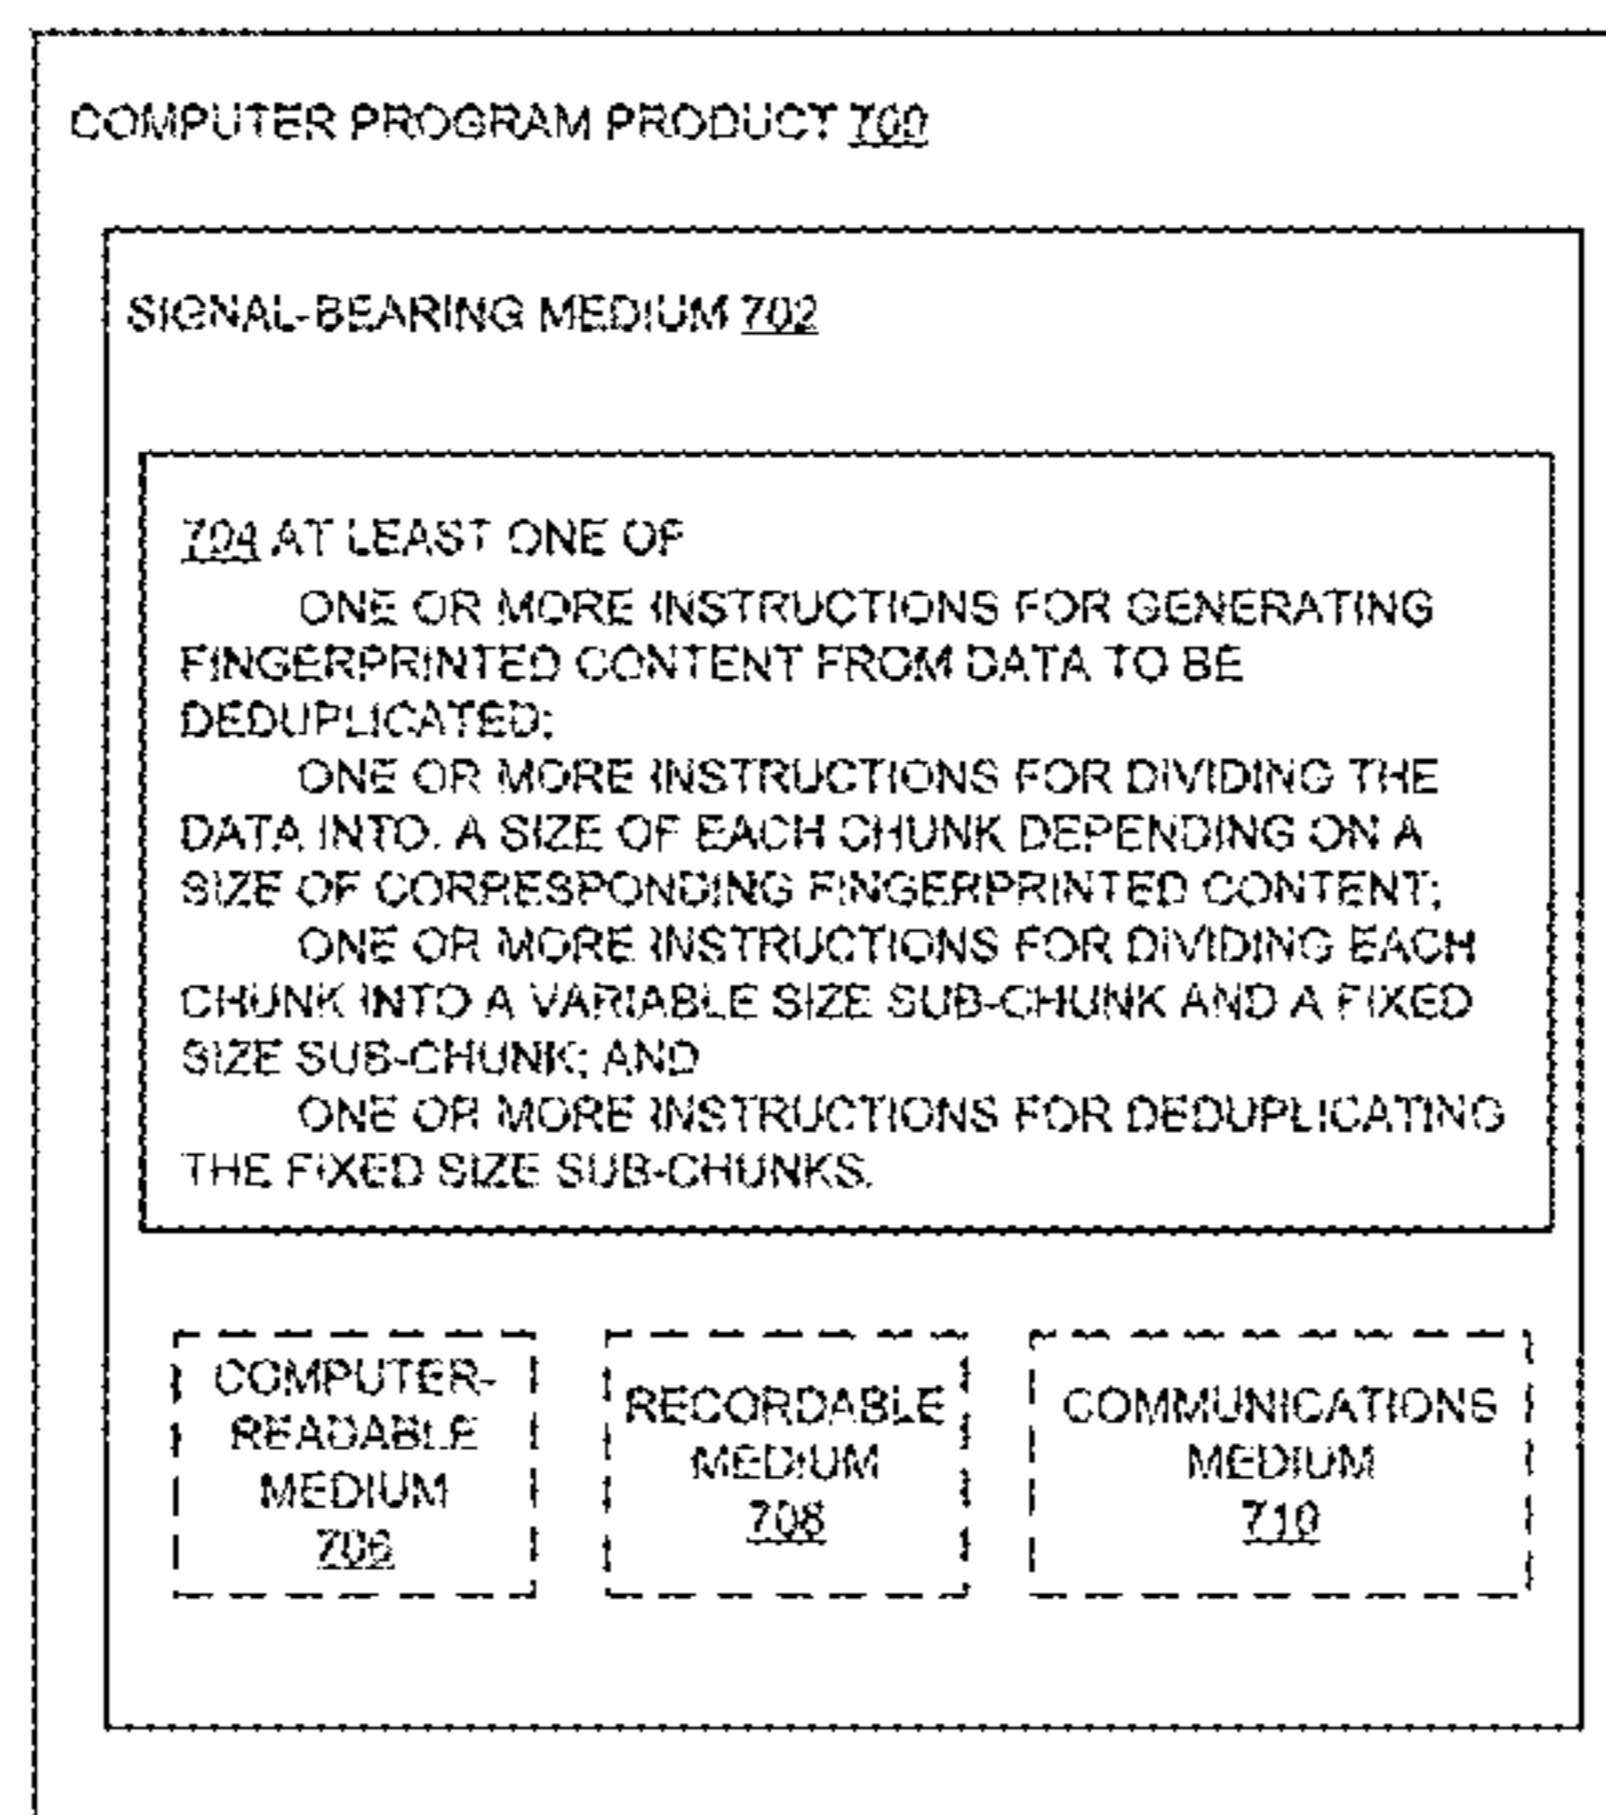 COMPUTER PROGRAM PRODUCT 700
SIGNAL-BEARING MEDIUM 702
704 AT LEAST ONE OF
ONE OR MORE INSTRUCTIONS FOR GENERATING
FINGERPRINTED CONTENT FROM DATA TO BE
DEDUPLICATED;
ONE OR MORE INSTRUCTIONS FOR DIVIDING THE
DATA INTO. A SIZE OF EACH CHUNK DEPENDING ON A
SIZE OF CORRESPONDING FINGERPRINTED CONTENT;
ONE OR MORE INSTRUCTIONS FOR DIVIDING EACH
CHUNK INTO A VARIABLE SIZE SUB-CHUNK AND A FIXED
SIZE SUB-CHUNK; AND
ONE OR MORE INSTRUCTIONS FOR DEDUPLICATING
THE FIXED SIZE SUB-CHUNKS.
COMPUTER-
READABLE
MEDIUM
706
RECORDABLE
MEDIUM
708
COMMUNICATIONS
MEDIUM
710